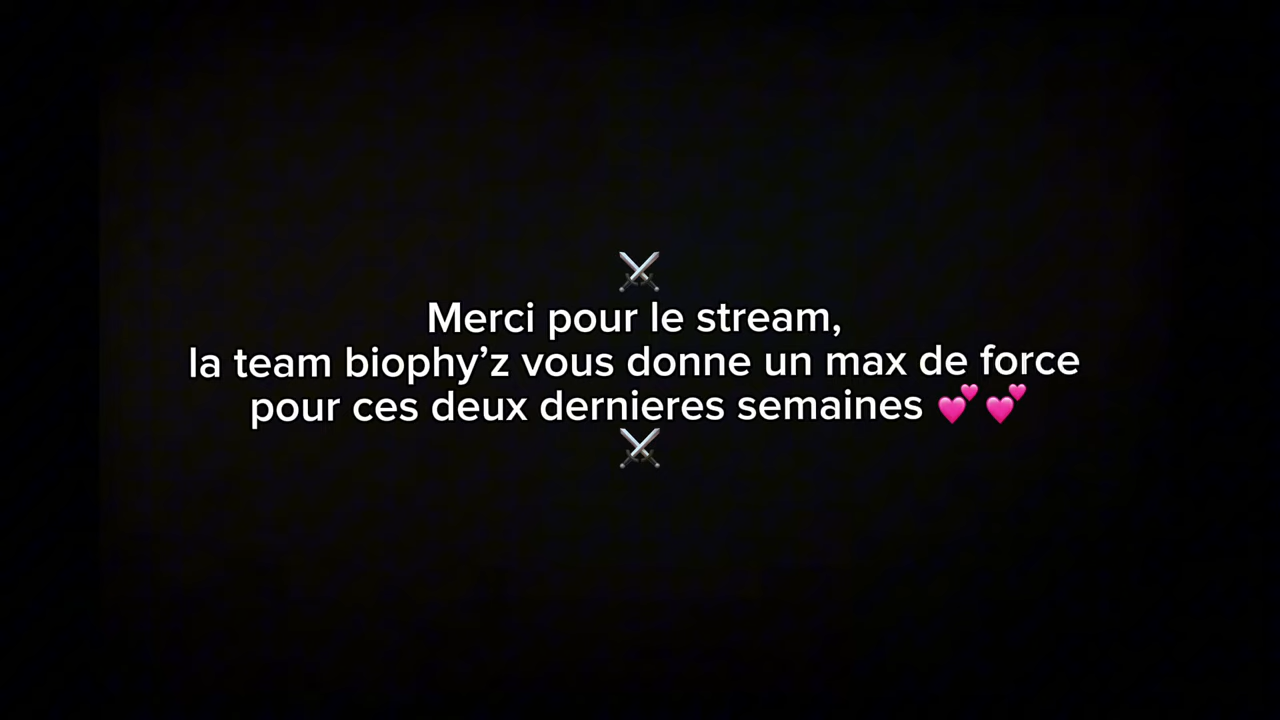 ⚔️
Merci pour le stream,
la team biophy’z vous donne un max de force
pour ces deux dernieres semaines 💕💕
⚔️